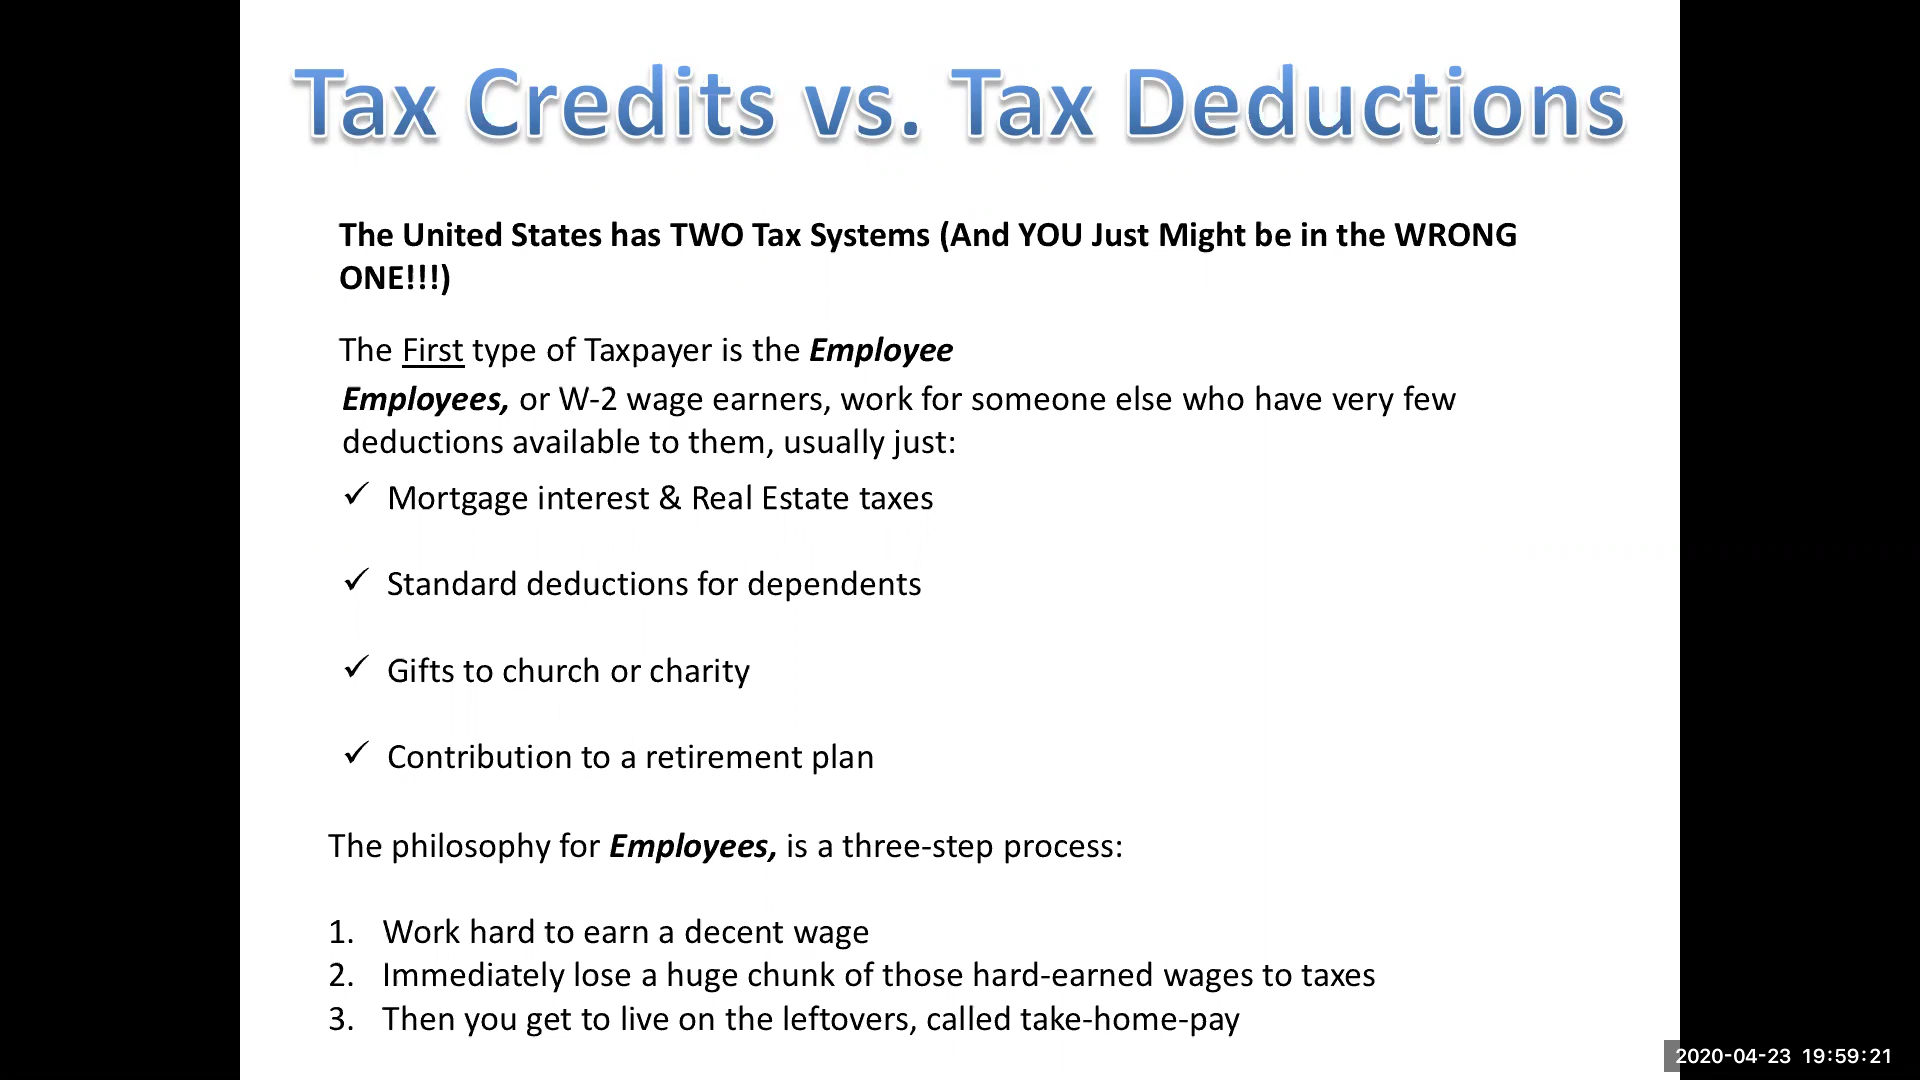 Tax Credits vs. Tax Deductions
The United States has TWO Tax Systems (And YOU Just Might be in the WRONG
ONE!!!)
The First type of Taxpayer is the Employee
Employees, or W-2 wage earners, work for someone else who have very few
deductions available to them, usually just:
✓ Mortgage interest & Real Estate taxes
✓ Standard deductions for dependents
✓ Gifts to church or charity
✓ Contribution to a retirement plan
The philosophy for Employees, is a three-step process:
1. Work hard to earn a decent wage
2. Immediately lose a huge chunk of those hard-earned wages to taxes
3. Then you get to live on the leftovers, called take-home-pay
2020-04-23 19:59:21